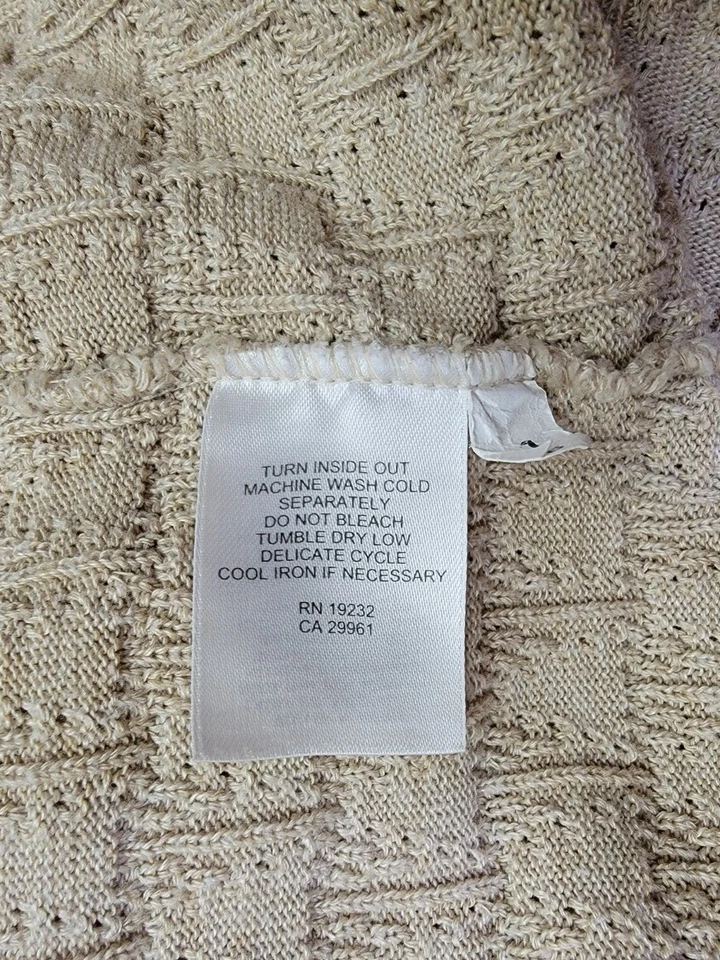 TURN INSIDE OUT
MACHINE WASH COLD
SEPARATELY
DO NOT BLEACH
TUMBLE DRY LOW
DELICATE CYCLE
COOL IRON IF NECESSARY
RN 19232
CA 29961